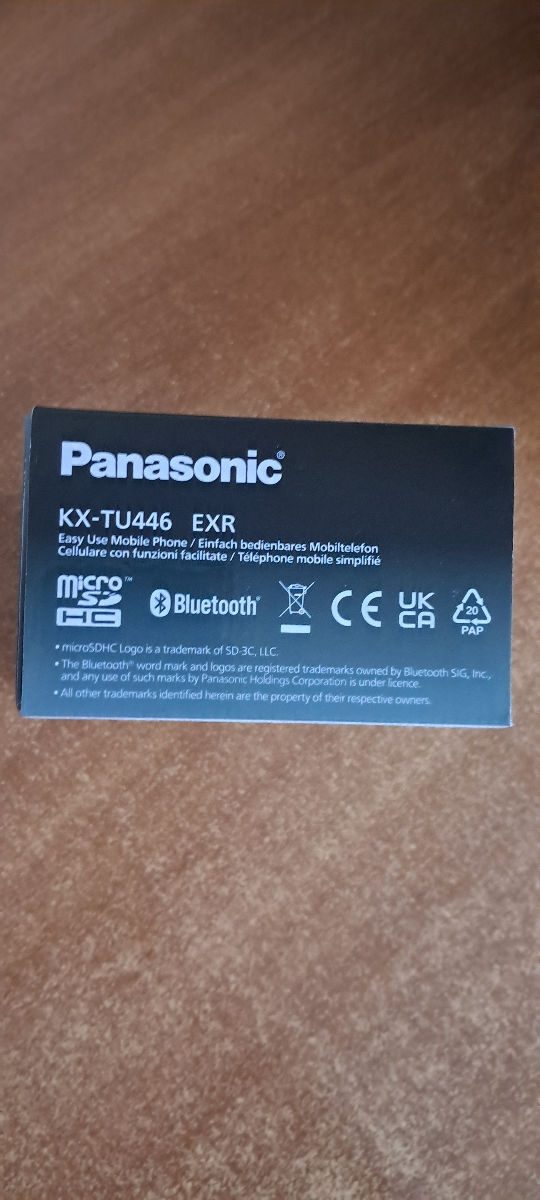 Panasonic®
KX-TU446 EXR
Easy Use Mobile Phone / Einfach bedienbares Mobiltelefon
Cellulare con funzioni facilitate / Téléphone mobile simplifié
micro SD HC ™
Bluetooth®
CE
UK CA
20
PAP
• microSDHC Logo is a trademark of SD-3C, LLC.
• The Bluetooth® word mark and logos are registered trademarks owned by Bluetooth SIG, Inc.,
and any use of such marks by Panasonic Holdings Corporation is under licence.
• All other trademarks identified herein are the property of their respective owners.